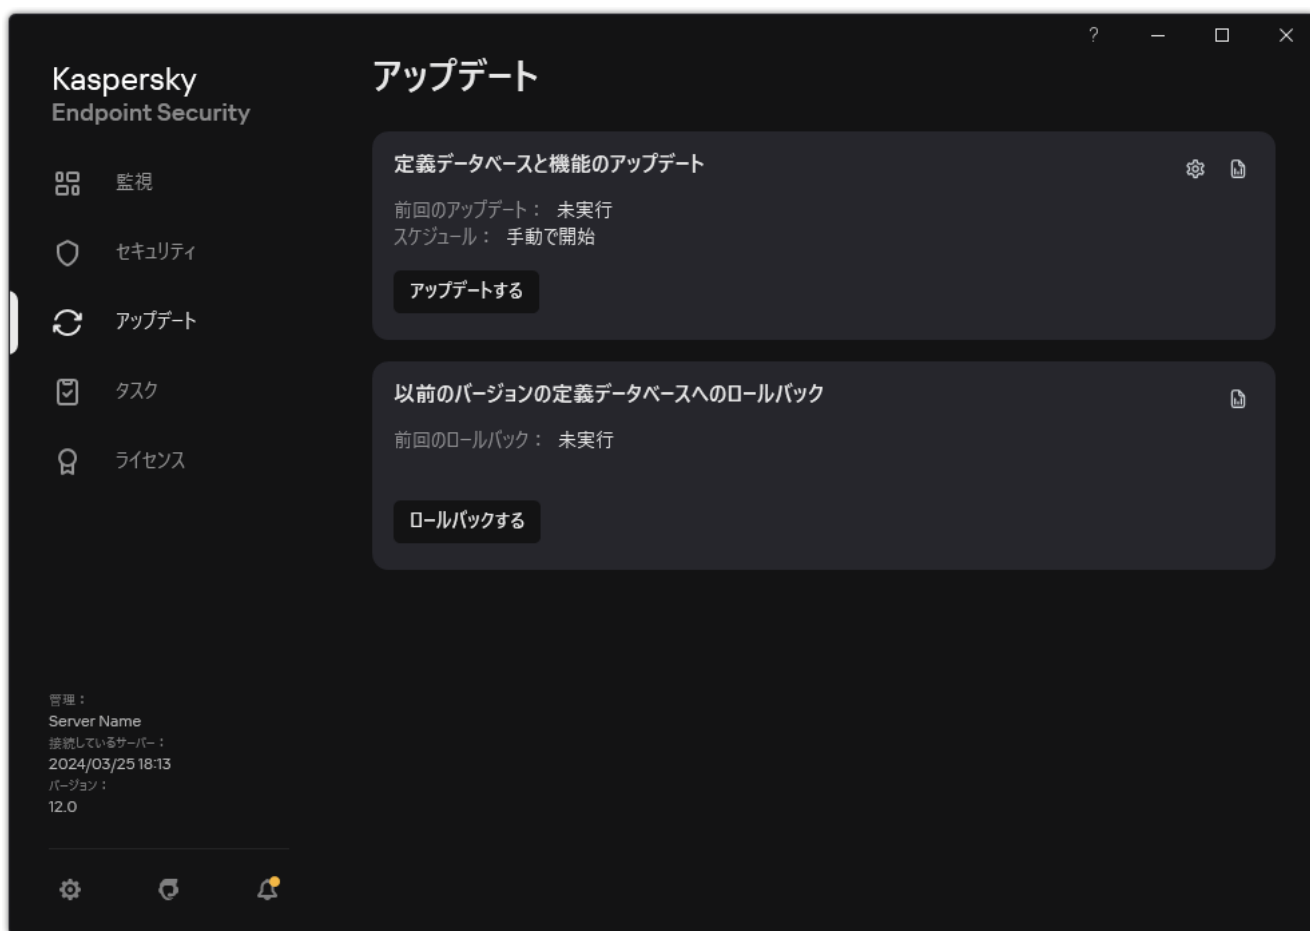 ?
Kaspersky
Endpoint Security
監視
セキュリティ
アップデート
タスク
ライセンス
管理：
Server Name
接続しているサーバー：
2024/03/25 18:13
バージョン：
12.0
アップデート
定義データベースと機能のアップデート
前回のアップデート： 未実行
スケジュール： 手動で開始
アップデートする
以前のバージョンの定義データベースへのロールバック
前回のロールバック： 未実行
ロールバックする